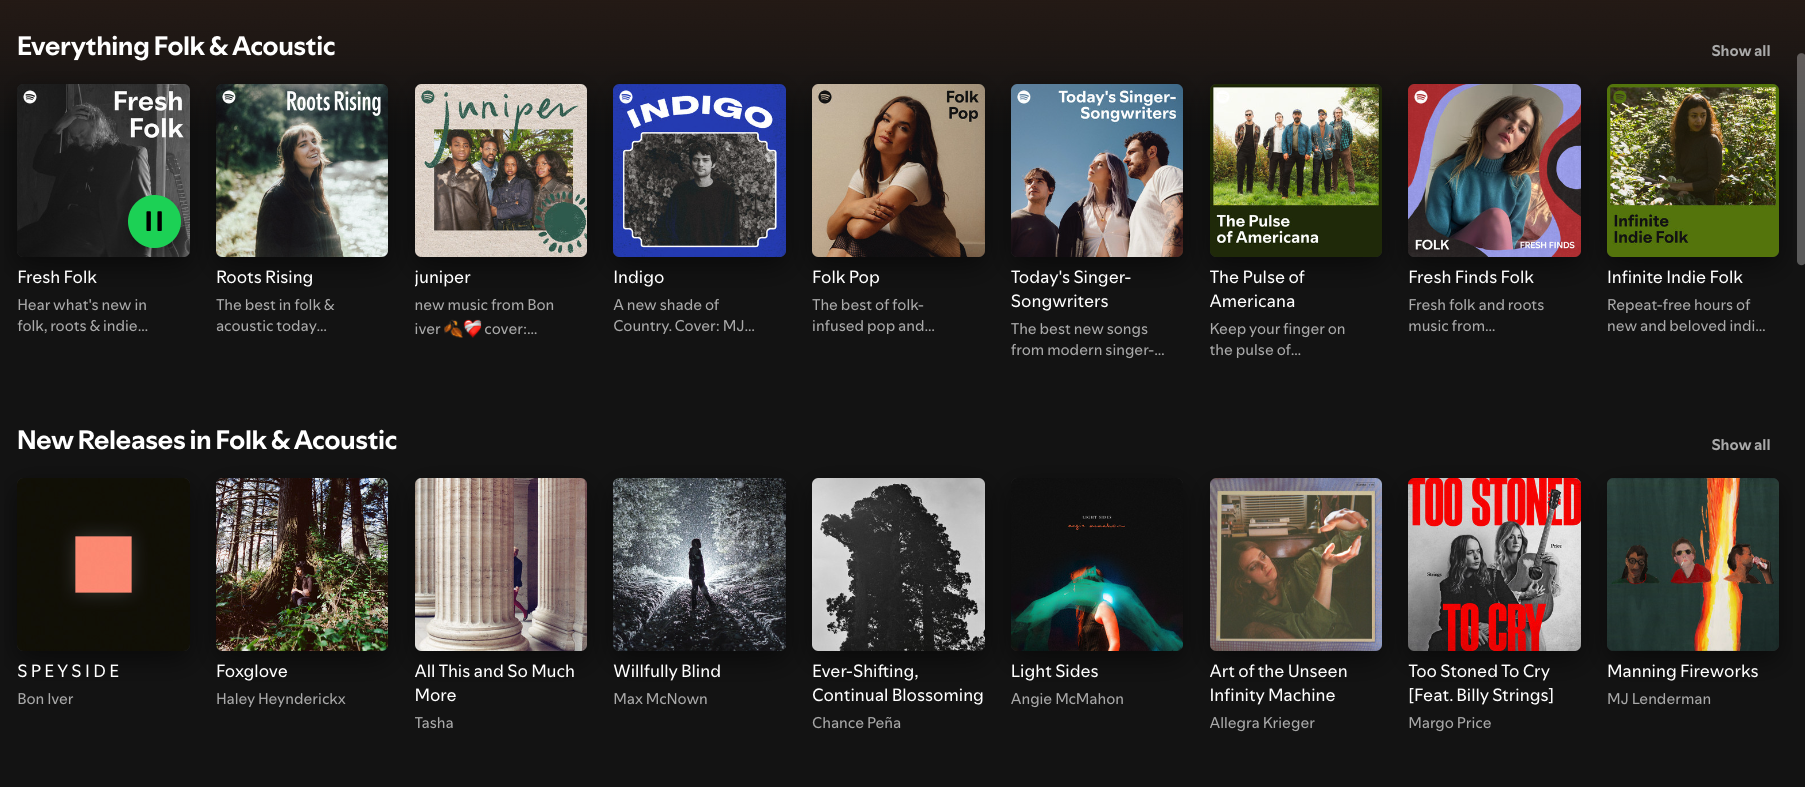 Everything Folk & Acoustic
Show all
Fresh
Folk
Roots Rising
juniper
INDIGO
Folk
Pop
Today's Singer-
Songwriters
The Pulse
of Americana
FOLK
FRESH FINDS
Infinite
Indie Folk
Fresh Folk
Hear what's new in
folk, roots & indie...
Roots Rising
The best in folk &
acoustic today...
juniper
new music from Bon
iver 🍂❤️‍🩹 cover:...
Indigo
A new shade of
Country. Cover: MJ...
Folk Pop
The best of folk-
infused pop and...
Today's Singer-
Songwriters
The best new songs
from modern singer-...
The Pulse of
Americana
Keep your finger on
the pulse of...
Fresh Finds Folk
Fresh folk and roots
music from...
Infinite Indie Folk
Repeat-free hours of
new and beloved indi...
New Releases in Folk & Acoustic
Show all
LIGHT SIDES
angie mcmahon
TOO STONED
Price
Strings
TO CRY
S P E Y S I D E
Bon Iver
Foxglove
Haley Heynderickx
All This and So Much
More
Tasha
Willfully Blind
Max McNown
Ever-Shifting,
Continual Blossoming
Chance Peña
Light Sides
Angie McMahon
Art of the Unseen
Infinity Machine
Allegra Krieger
Too Stoned To Cry
[Feat. Billy Strings]
Margo Price
Manning Fireworks
MJ Lenderman